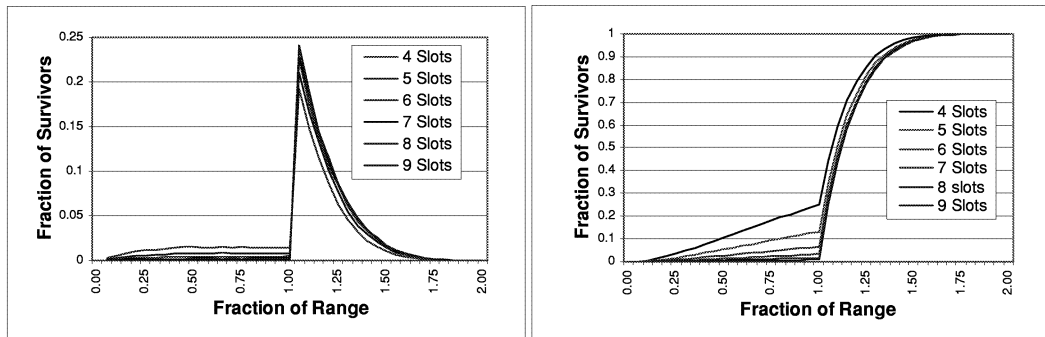 Fraction of Survivors
0.25
0.2
0.15
0.1
0.05
0
4 Slots
5 Slots
6 Slots
7 Slots
8 Slots
9 Slots
0.00
0.25
0.50
0.75
1.00
1.25
1.50
1.75
2.00
Fraction of Range
Fraction of Survivors
1
0.9
0.8
0.7
0.6
0.5
0.4
0.3
0.2
0.1
0
4 Slots
5 Slots
6 Slots
7 Slots
8 slots
9 Slots
0.00
0.25
0.50
0.75
1.00
1.25
1.50
1.75
2.00
Fraction of Range